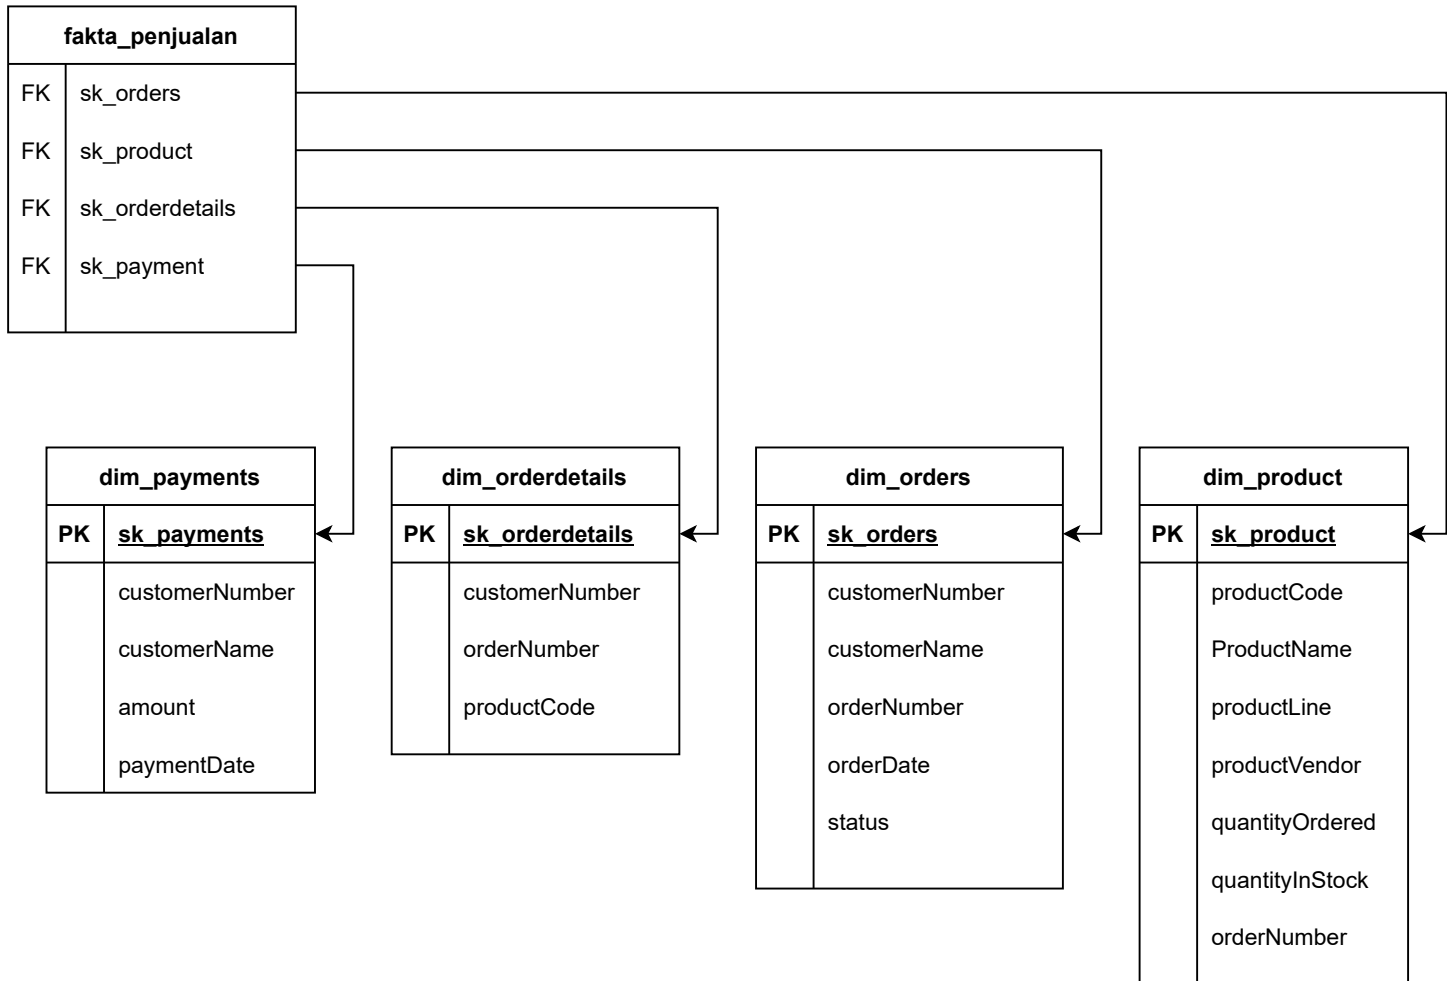 fakta_penjualan
FK sk_orders
FK sk_product
FK sk_orderdetails
FK sk_payment
dim_payments
PK sk_payments
customerNumber
customerName
amount
paymentDate
dim_orderdetails
PK sk_orderdetails
customerNumber
orderNumber
productCode
dim_orders
PK sk_orders
customerNumber
customerName
orderNumber
orderDate
status
dim_product
PK sk_product
productCode
ProductName
productLine
productVendor
quantityOrdered
quantityInStock
orderNumber